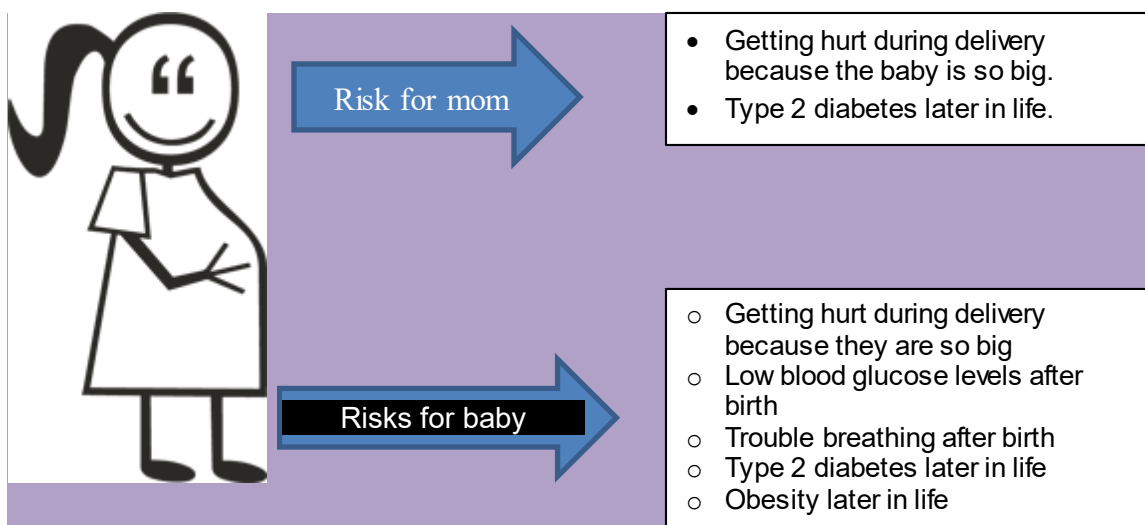 Risk for mom
• Getting hurt during delivery
because the baby is so big.
• Type 2 diabetes later in life.
Risks for baby
o Getting hurt during delivery
because they are so big
o Low blood glucose levels after
birth
o Trouble breathing after birth
o Type 2 diabetes later in life
o Obesity later in life